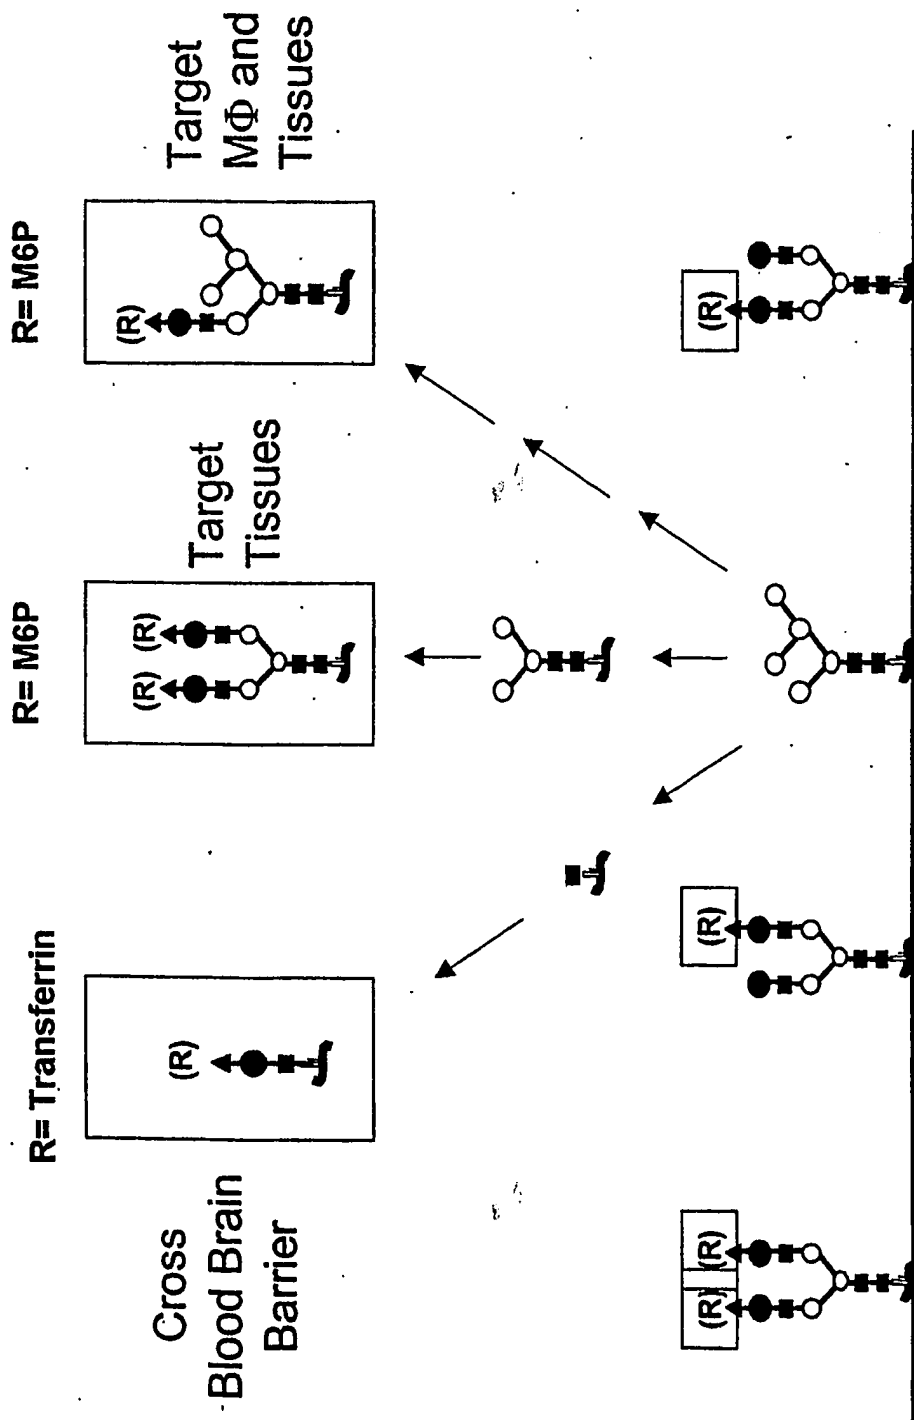 R= Transferrin
Cross
Blood Brain
Barrier
(R)
R= M6P
(R)
(R)
Target
Tissues
R= M6P
(R)
Target
MΦ and
Tissues
(R)
(R)
(R)
(R)